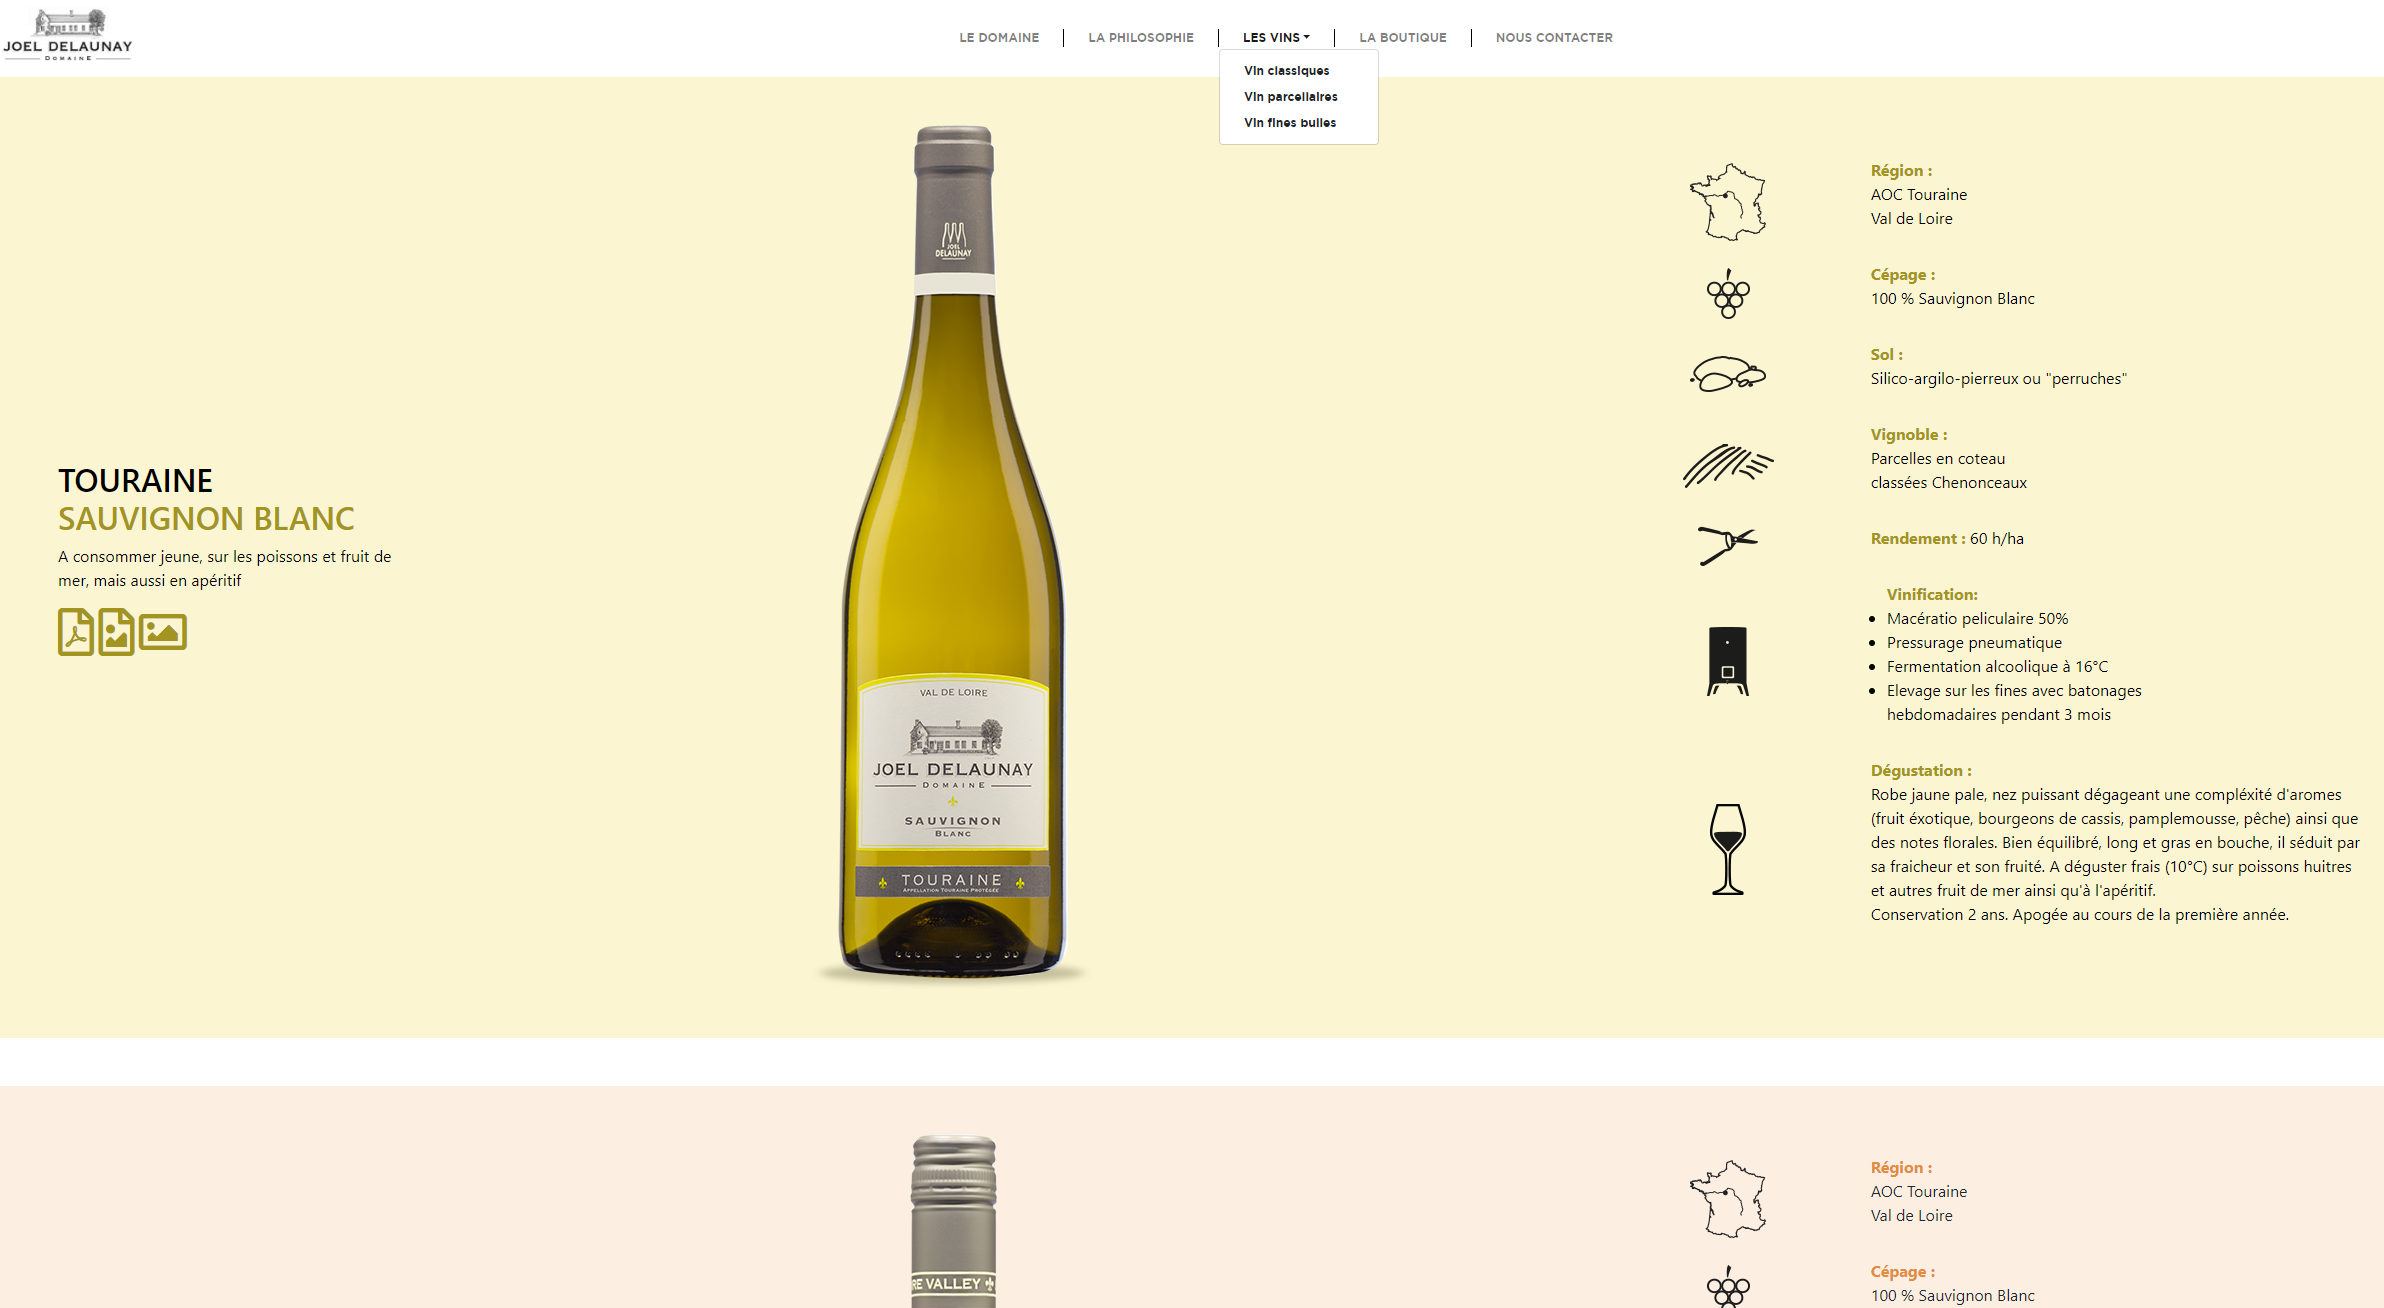 JOEL DELAUNAY
DOMAINE
LE DOMAINE
LA PHILOSOPHIE
LES VINS
LA BOUTIQUE
NOUS CONTACTER
Vin classiques
Vin parcellaires
Vin fines bulles
TOURAINE
SAUVIGNON BLANC
A consommer jeune, sur les poissons et fruit de
mer, mais aussi en apéritif
JOEL
DELAUNAY
VAL DE LOIRE
JOEL DELAUNAY
DOMAINE
SAUVIGNON
BLANC
TOURAINE
APPELLATION TOURAINE PROTÉGÉE
Région :
AOC Touraine
Val de Loire
Cépage :
100 % Sauvignon Blanc
Sol :
Silico-argilo-pierreux ou "perruches"
Vignoble :
Parcelles en coteau
classées Chenonceaux
Rendement : 60 h/ha
Vinification:
Macératio peliculaire 50%
Pressurage pneumatique
Fermentation alcoolique à 16°C
Elevage sur les fines avec batonages
hebdomadaires pendant 3 mois
Dégustation :
Robe jaune pale, nez puissant dégageant une compléxité d'aromes
(fruit éxotique, bourgeons de cassis, pamplemousse, pêche) ainsi que
des notes florales. Bien équilibré, long et gras en bouche, il séduit par
sa fraicheur et son fruité. A déguster frais (10°C) sur poissons huitres
et autres fruit de mer ainsi qu'à l'apéritif.
Conservation 2 ans. Apogée au cours de la première année.
RE VALLEY
Région :
AOC Touraine
Val de Loire
Cépage :
100 % Sauvignon Blanc